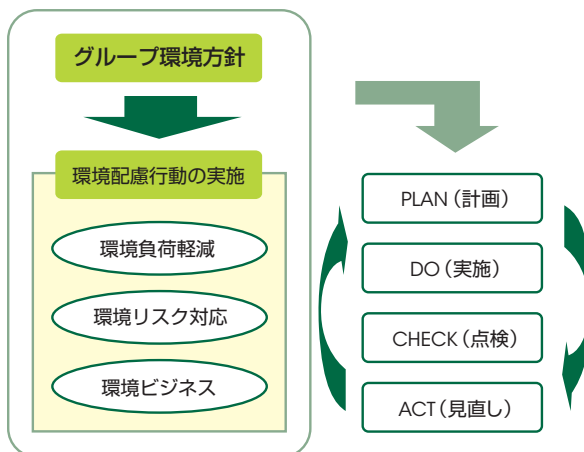 グループ環境方針
環境配慮行動の実施
環境負荷軽減
環境リスク対応
環境ビジネス
PLAN（計画）
DO（実施）
CHECK（点検）
ACT（見直し）